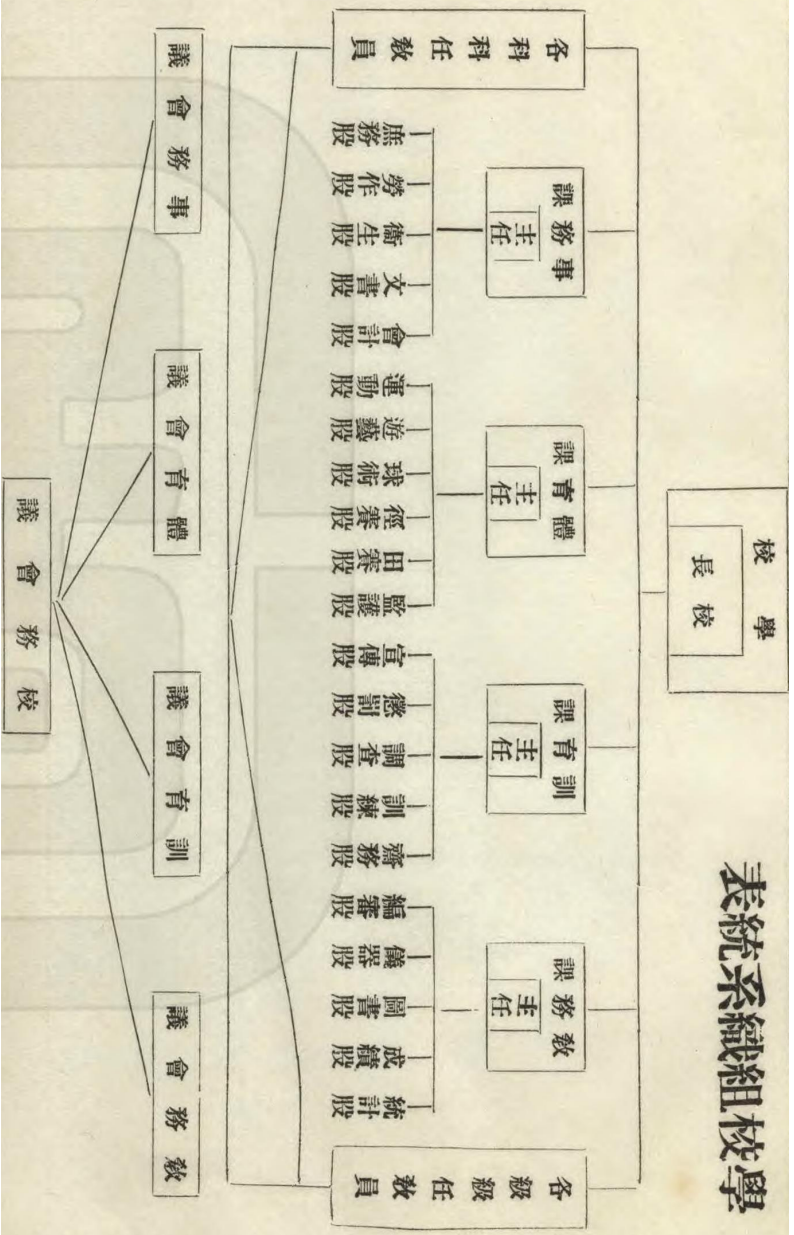 學校組織系統表
學校
校長
教務課
主任
訓育課
主任
體育課
主任
事務課
主任
各級級任教員
統計股
成績股
圖書股
儀器股
編審股
齋務股
訓練股
調查股
懲罰股
宣傳股
監護股
田賽股
徑賽股
球術股
遊藝股
運動股
會計股
文書股
衞生股
勞作股
庶務股
各科科任教員
教務會議
訓育會議
體育會議
事務會議
校務會議